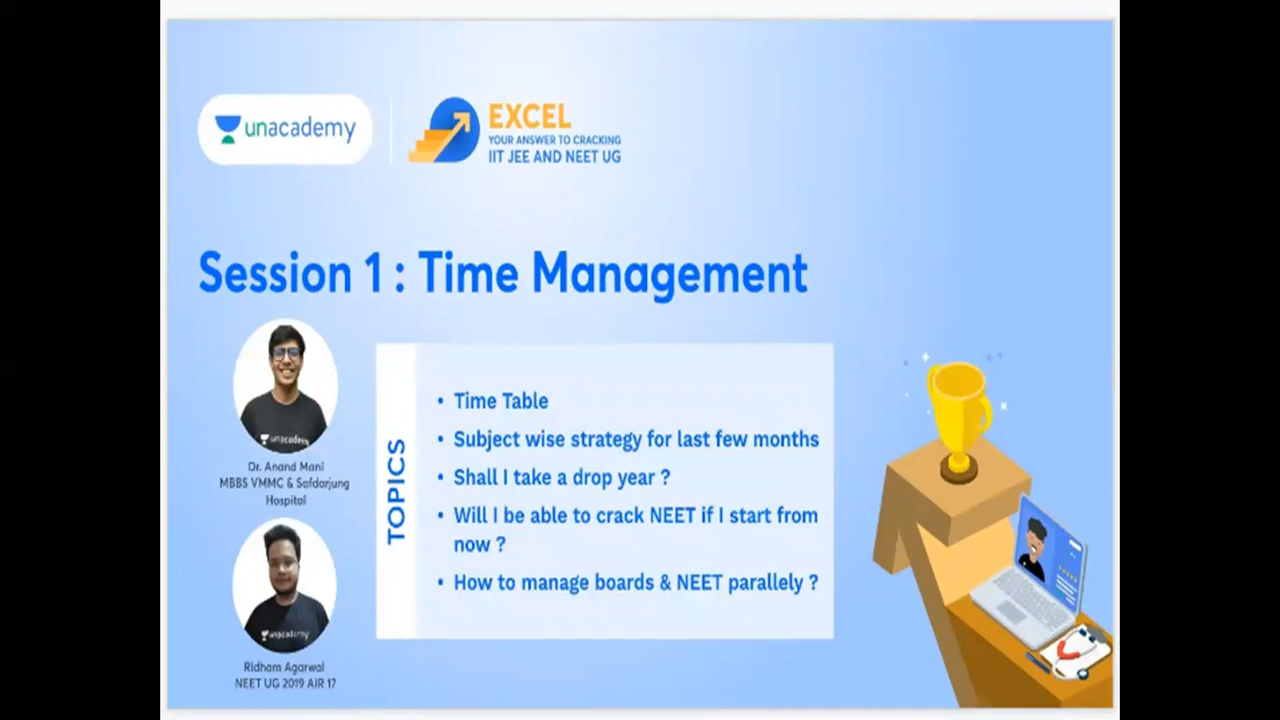 unacademy
EXCEL
YOUR ANSWER TO CRACKING
IIT JEE AND NEET UG
Session 1 : Time Management
unacademy
Dr. Anand Mani
MBBS VMMC & Safdarjung
Hospital
unacademy
Ridham Agarwal
NEET UG 2019 AIR 17
TOPICS
• Time Table
• Subject wise strategy for last few months
• Shall I take a drop year ?
• Will I be able to crack NEET if I start from
now ?
• How to manage boards & NEET parallely ?